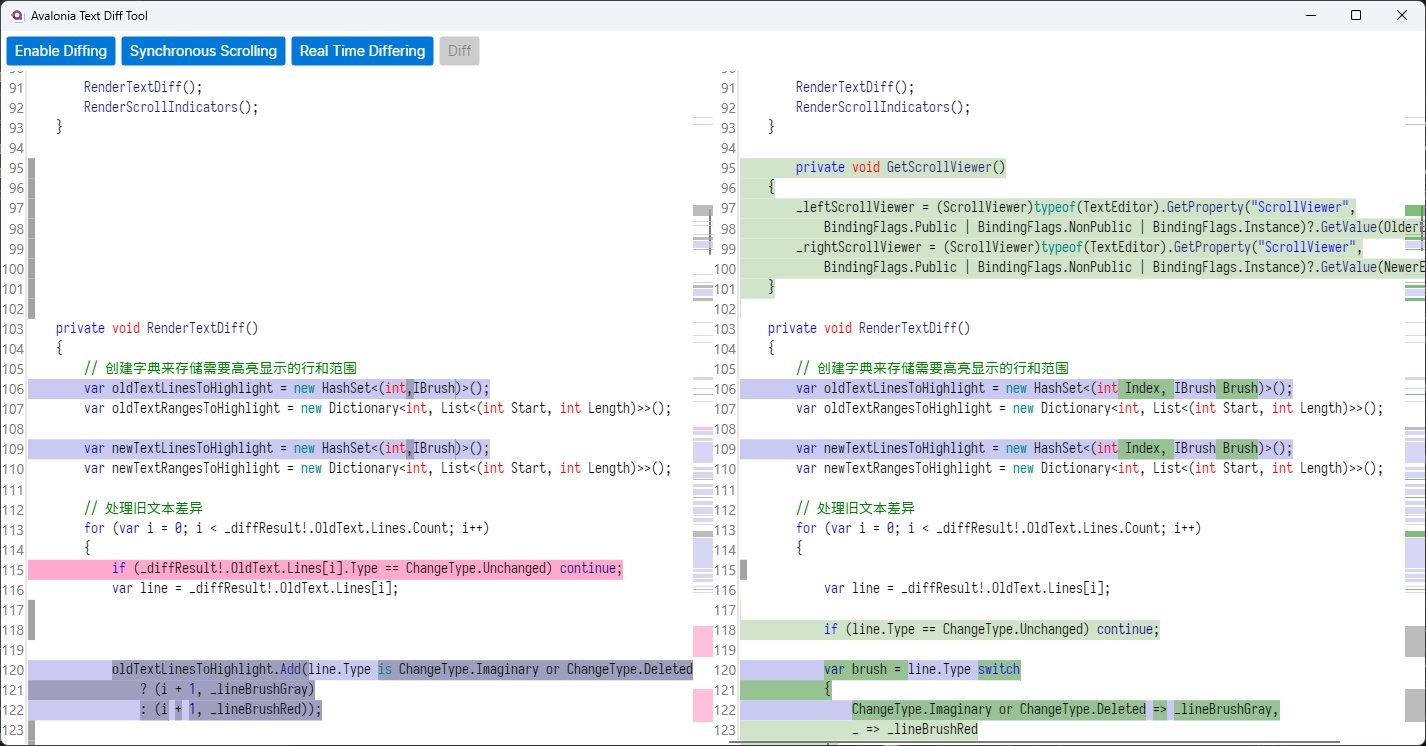 Avalonia Text Diff Tool
Enable Diffing Synchronous Scrolling Real Time Differing Diff
91 RenderTextDiff();
92 RenderScrollIndicators();
93 }
94
95
96
97
98
99
100
101
102
103 private void RenderTextDiff()
104 {
105 // 创建字典来存储需要高亮显示的行和范围
106 var oldTextLinesToHighlight = new HashSet<(int,IBrush)>();
107 var oldTextRangesToHighlight = new Dictionary<int, List<(int Start, int Length)>>();
108
109 var newTextLinesToHighlight = new HashSet<(int,IBrush)>();
110 var newTextRangesToHighlight = new Dictionary<int, List<(int Start, int Length)>>();
111
112 // 处理旧文本差异
113 for (var i = 0; i < _diffResult!.OldText.Lines.Count; i++)
114 {
115 if (_diffResult!.OldText.Lines[i].Type == ChangeType.Unchanged) continue;
116 var line = _diffResult!.OldText.Lines[i];
117
118
119
120 oldTextLinesToHighlight.Add(line.Type is ChangeType.Imaginary or ChangeType.Deleted
121 ? (i + 1, _lineBrushGray)
122 : (i + 1, _lineBrushRed));
123
91 RenderTextDiff();
92 RenderScrollIndicators();
93 }
94
95 private void GetScrollViewer()
96 {
97 _leftScrollViewer = (ScrollViewer)typeof(TextEditor).GetProperty("ScrollViewer",
98 BindingFlags.Public | BindingFlags.NonPublic | BindingFlags.Instance)?.GetValue(OlderE
99 _rightScrollViewer = (ScrollViewer)typeof(TextEditor).GetProperty("ScrollViewer",
100 BindingFlags.Public | BindingFlags.NonPublic | BindingFlags.Instance)?.GetValue(NewerE
101 }
102
103 private void RenderTextDiff()
104 {
105 // 创建字典来存储需要高亮显示的行和范围
106 var oldTextLinesToHighlight = new HashSet<(int Index, IBrush Brush)>();
107 var oldTextRangesToHighlight = new Dictionary<int, List<(int Start, int Length)>>();
108
109 var newTextLinesToHighlight = new HashSet<(int Index, IBrush Brush)>();
110 var newTextRangesToHighlight = new Dictionary<int, List<(int Start, int Length)>>();
111
112 // 处理旧文本差异
113 for (var i = 0; i < _diffResult!.OldText.Lines.Count; i++)
114 {
115
116 var line = _diffResult!.OldText.Lines[i];
117
118 if (line.Type == ChangeType.Unchanged) continue;
119
120 var brush = line.Type switch
121 {
122 ChangeType.Imaginary or ChangeType.Deleted => _lineBrushGray,
123 _ => _lineBrushRed